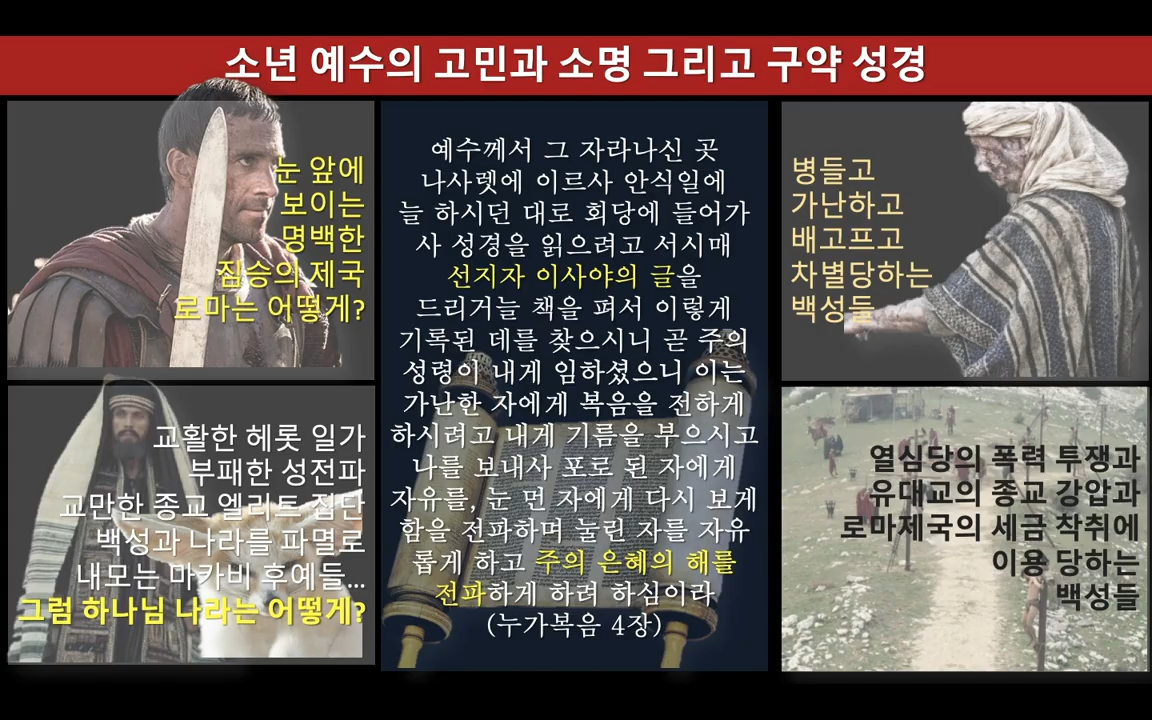 소년 예수의 고민과 소명 그리고 구약 성경
눈 앞에
보이는
명백한
짐승의 제국
로마는 어떻게?
교활한 헤롯 일가
부패한 성전파
교만한 종교 엘리트 집단
백성과 나라를 파멸로
내모는 마카비 후예들...
그럼 하나님 나라는 어떻게?
예수께서 그 자라나신 곳
나사렛에 이르사 안식일에
늘 하시던 대로 회당에 들어가
사 성경을 읽으려고 서시매
선지자 이사야의 글을
드리거늘 책을 펴서 이렇게
기록된 데를 찾으시니 곧 주의
성령이 내게 임하셨으니 이는
가난한 자에게 복음을 전하게
하시려고 내게 기름을 부으시고
나를 보내사 포로 된 자에게
자유를, 눈 먼 자에게 다시 보게
함을 전파하며 눌린 자를 자유
롭게 하고 주의 은혜의 해를
전파하게 하려 하심이라
(누가복음 4장)
병들고
가난하고
배고프고
차별당하는
백성들
열심당의 폭력 투쟁과
유대교의 종교 강압과
로마제국의 세금 착취에
이용 당하는
백성들